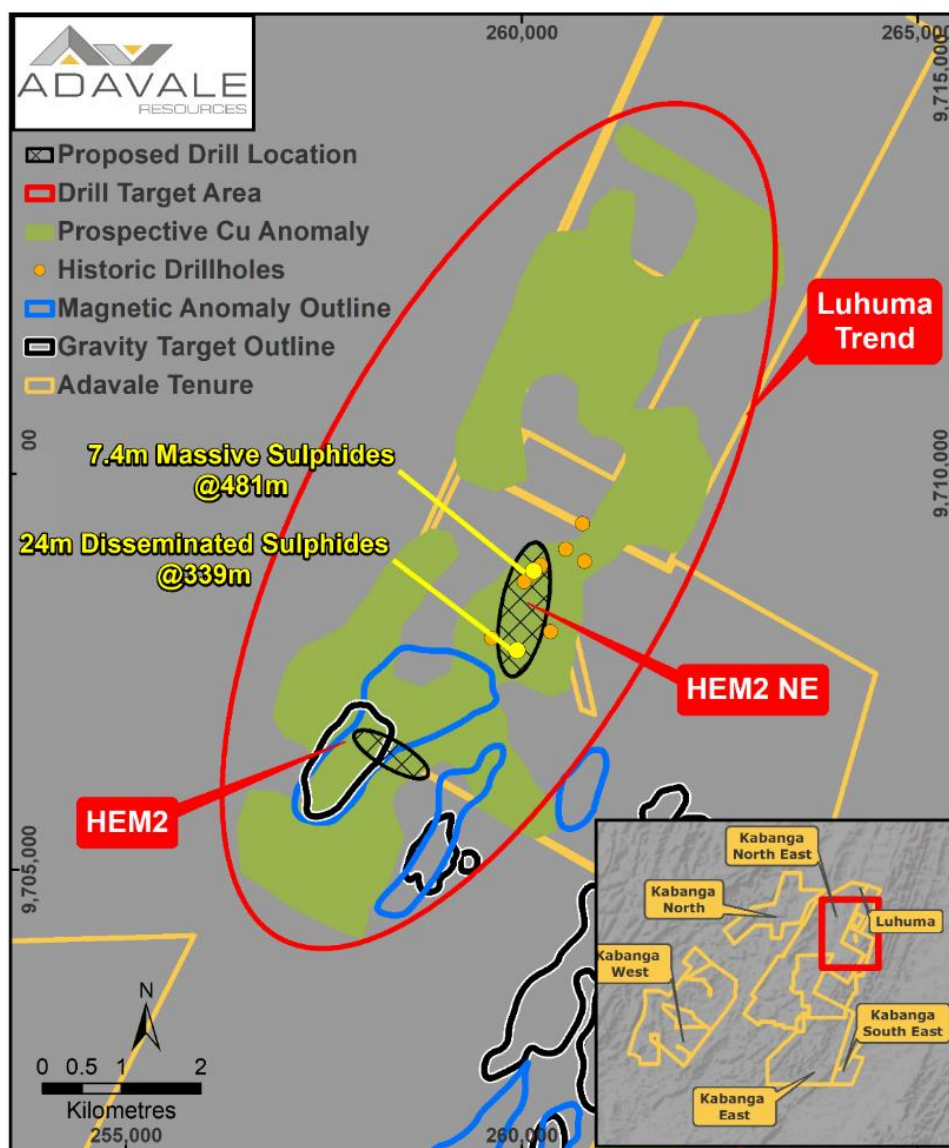 260,000
265,000
ADAVALE
RESOURCES
9,715,000
Proposed Drill Location
Drill Target Area
Prospective Cu Anomaly
Historic Drillholes
Magnetic Anomaly Outline
Gravity Target Outline
Adavale Tenure
Luhuma
Trend
00
7.4m Massive Sulphides
@481m
9,710,000
24m Disseminated Sulphides
@339m
HEM2 NE
HEM2
9,705,000
Kabanga
North East
Kabanga
North
Luhuma
Kabanga
West
Kabanga
South East
Kabanga
East
N
0 0.5 1 2
Kilometres
255,000
260,000